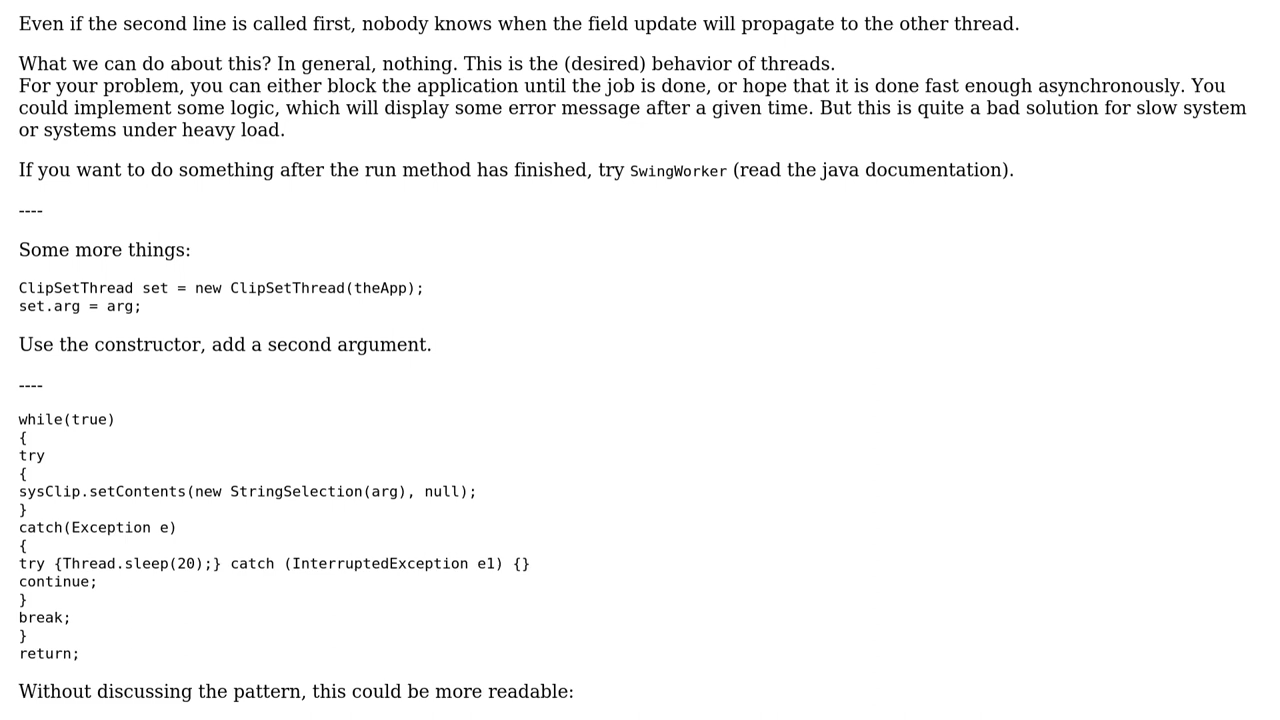 Even if the second line is called first, nobody knows when the field update will propagate to the other thread.
What we can do about this? In general, nothing. This is the (desired) behavior of threads.
For your problem, you can either block the application until the job is done, or hope that it is done fast enough asynchronously. You
could implement some logic, which will display some error message after a given time. But this is quite a bad solution for slow system
or systems under heavy load.
If you want to do something after the run method has finished, try SwingWorker (read the java documentation).
----
Some more things:
ClipSetThread set = new ClipSetThread(theApp);
set.arg = arg;
Use the constructor, add a second argument.
----
while(true)
{
try
{
sysClip.setContents(new StringSelection(arg), null);
}
catch(Exception e)
{
try {Thread.sleep(20);} catch (InterruptedException e1) {}
continue;
}
break;
}
return;
Without discussing the pattern, this could be more readable: